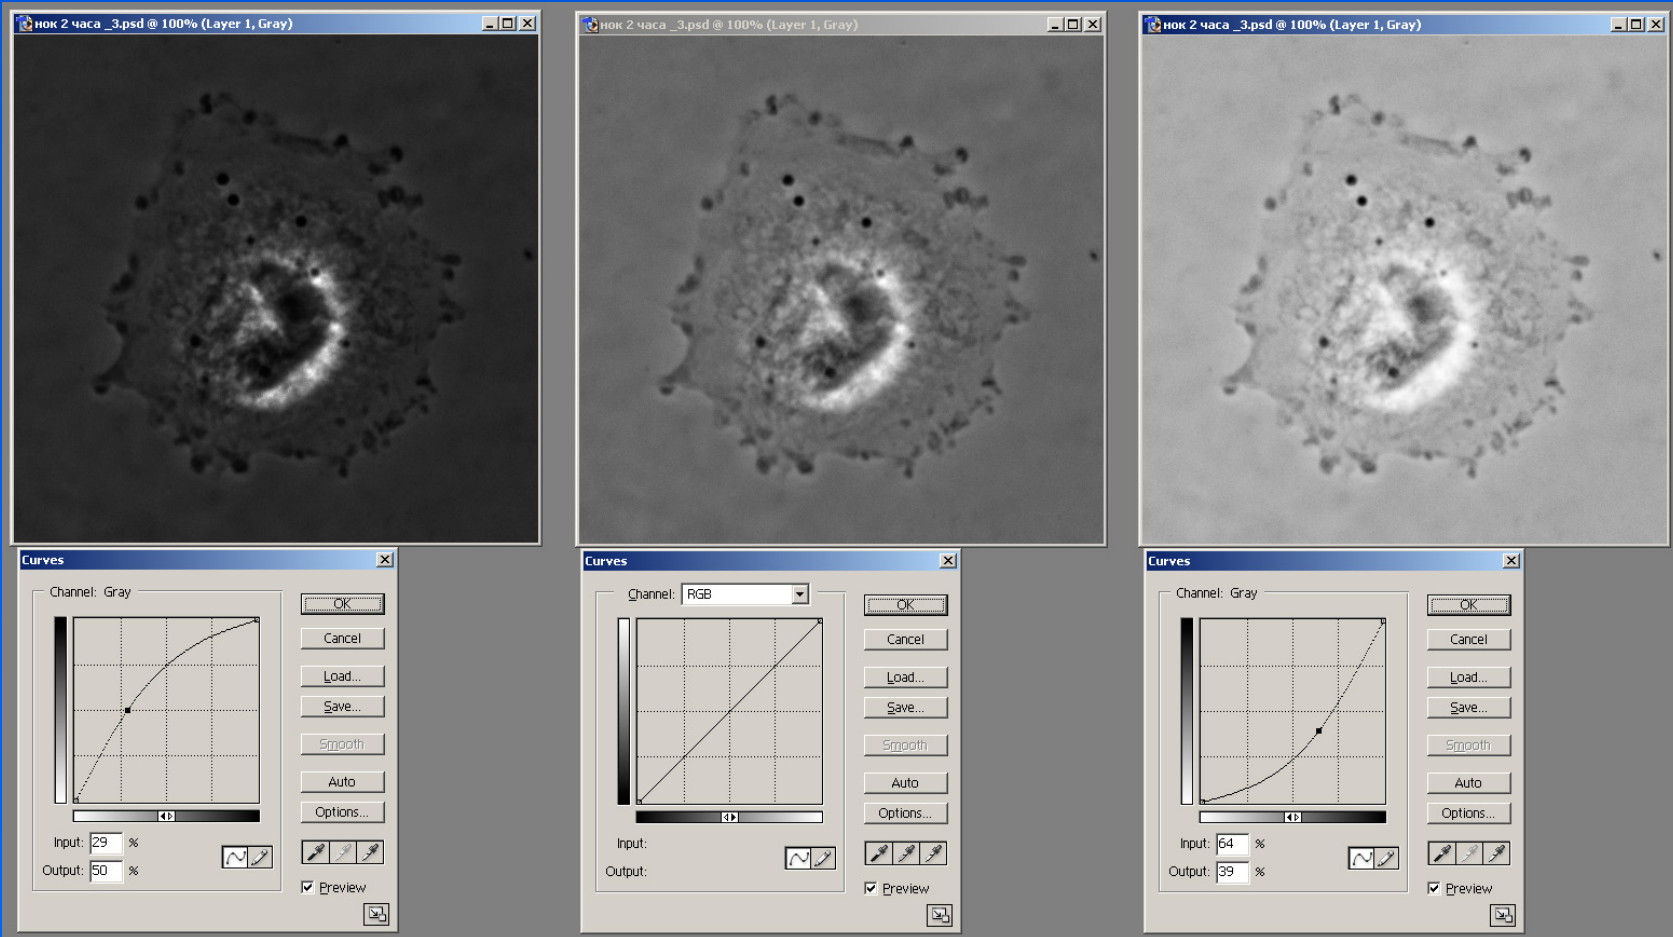 нок 2 часа _3.psd @ 100% (Layer 1, Gray)
нок 2 часа _3.psd @ 100% (Layer 1, Gray)
нок 2 часа _3.psd @ 100% (Layer 1, Gray)
Curves
Channel: Gray
OK
Cancel
Load...
Save...
Smooth
Auto
Options...
Input: 29 %
Output: 50 %
Preview
Curves
Channel: RGB
OK
Cancel
Load...
Save...
Smooth
Auto
Options...
Input:
Output:
Preview
Curves
Channel: Gray
OK
Cancel
Load...
Save...
Smooth
Auto
Options...
Input: 64 %
Output: 39 %
Preview